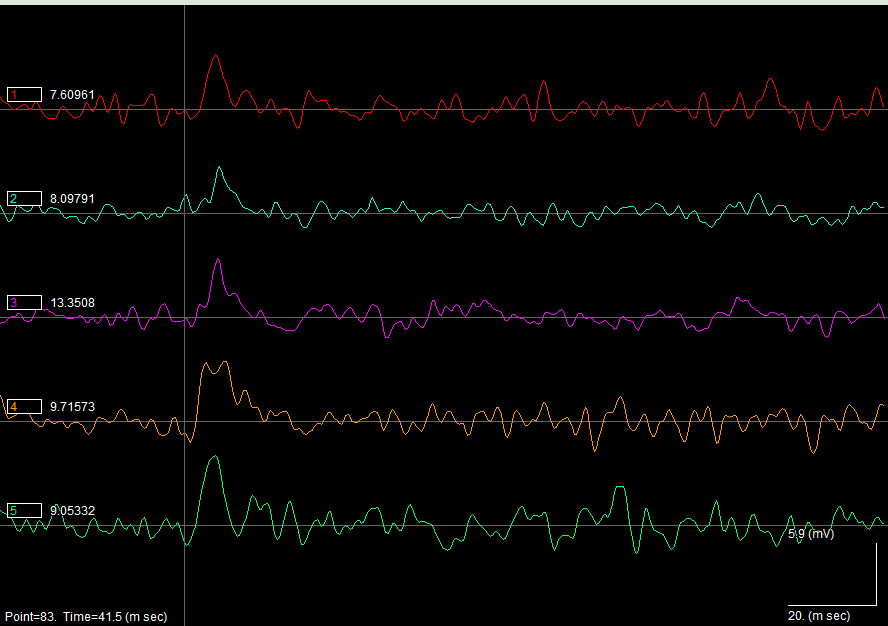 1 7.60961
2 8.09791
3 13.3508
4 9.71573
5 9.05332
5.9 (mV)
20. (m sec)
Point=83. Time=41.5 (m sec)